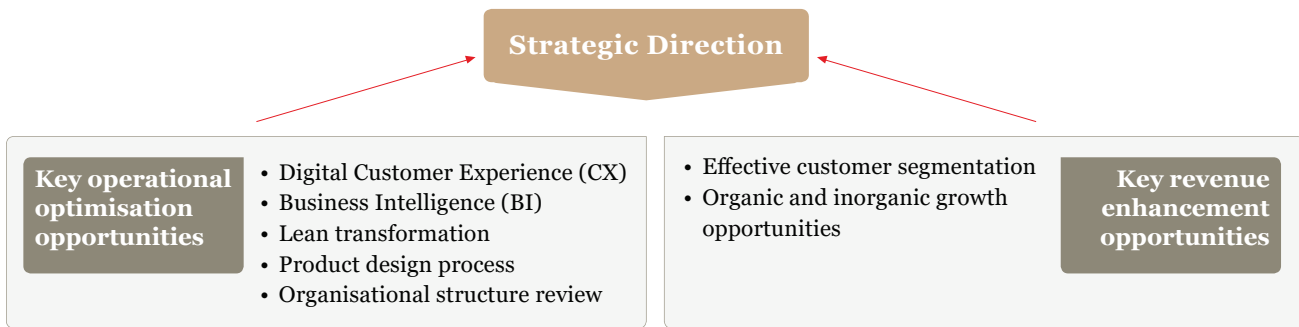 Strategic Direction
Key operational
optimisation
opportunities
• Digital Customer Experience (CX)
• Business Intelligence (BI)
• Lean transformation
• Product design process
• Organisational structure review
• Effective customer segmentation
• Organic and inorganic growth
opportunities
Key revenue
enhancement
opportunities